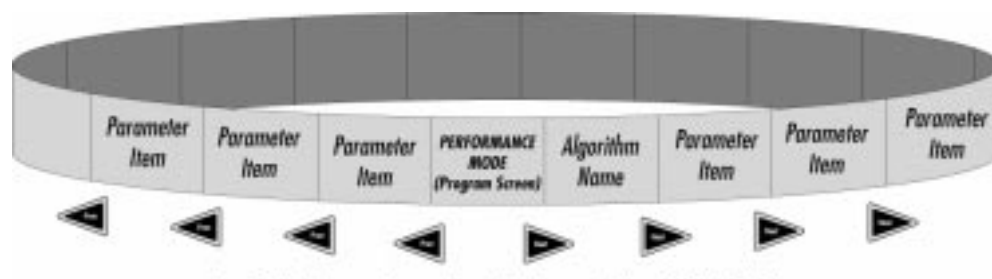 Parameter
Item
Parameter
Item
Parameter
Item
PERFORMANCE
MODE
(Program Screen)
Algorithm
Name
Parameter
Item
Parameter
Item
Parameter
Item